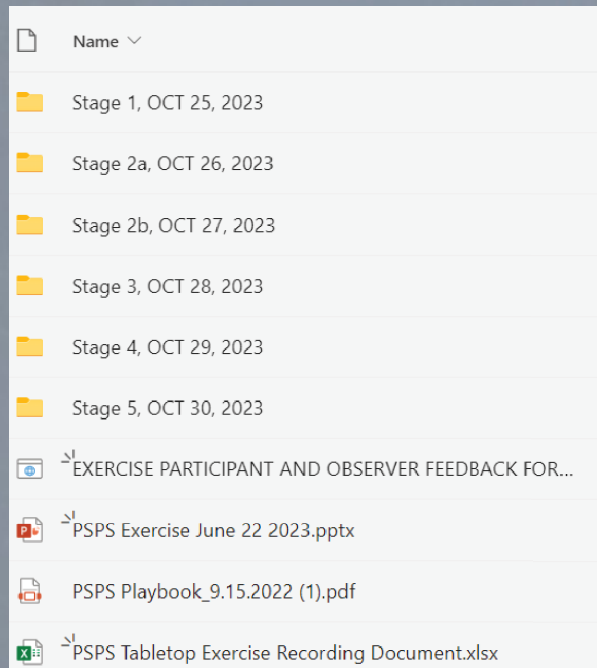 Name
Stage 1, OCT 25, 2023
Stage 2a, OCT 26, 2023
Stage 2b, OCT 27, 2023
Stage 3, OCT 28, 2023
Stage 4, OCT 29, 2023
Stage 5, OCT 30, 2023
EXERCISE PARTICIPANT AND OBSERVER FEEDBACK FOR...
PSPS Exercise June 22 2023.pptx
PSPS Playbook_9.15.2022 (1).pdf
PSPS Tabletop Exercise Recording Document.xlsx